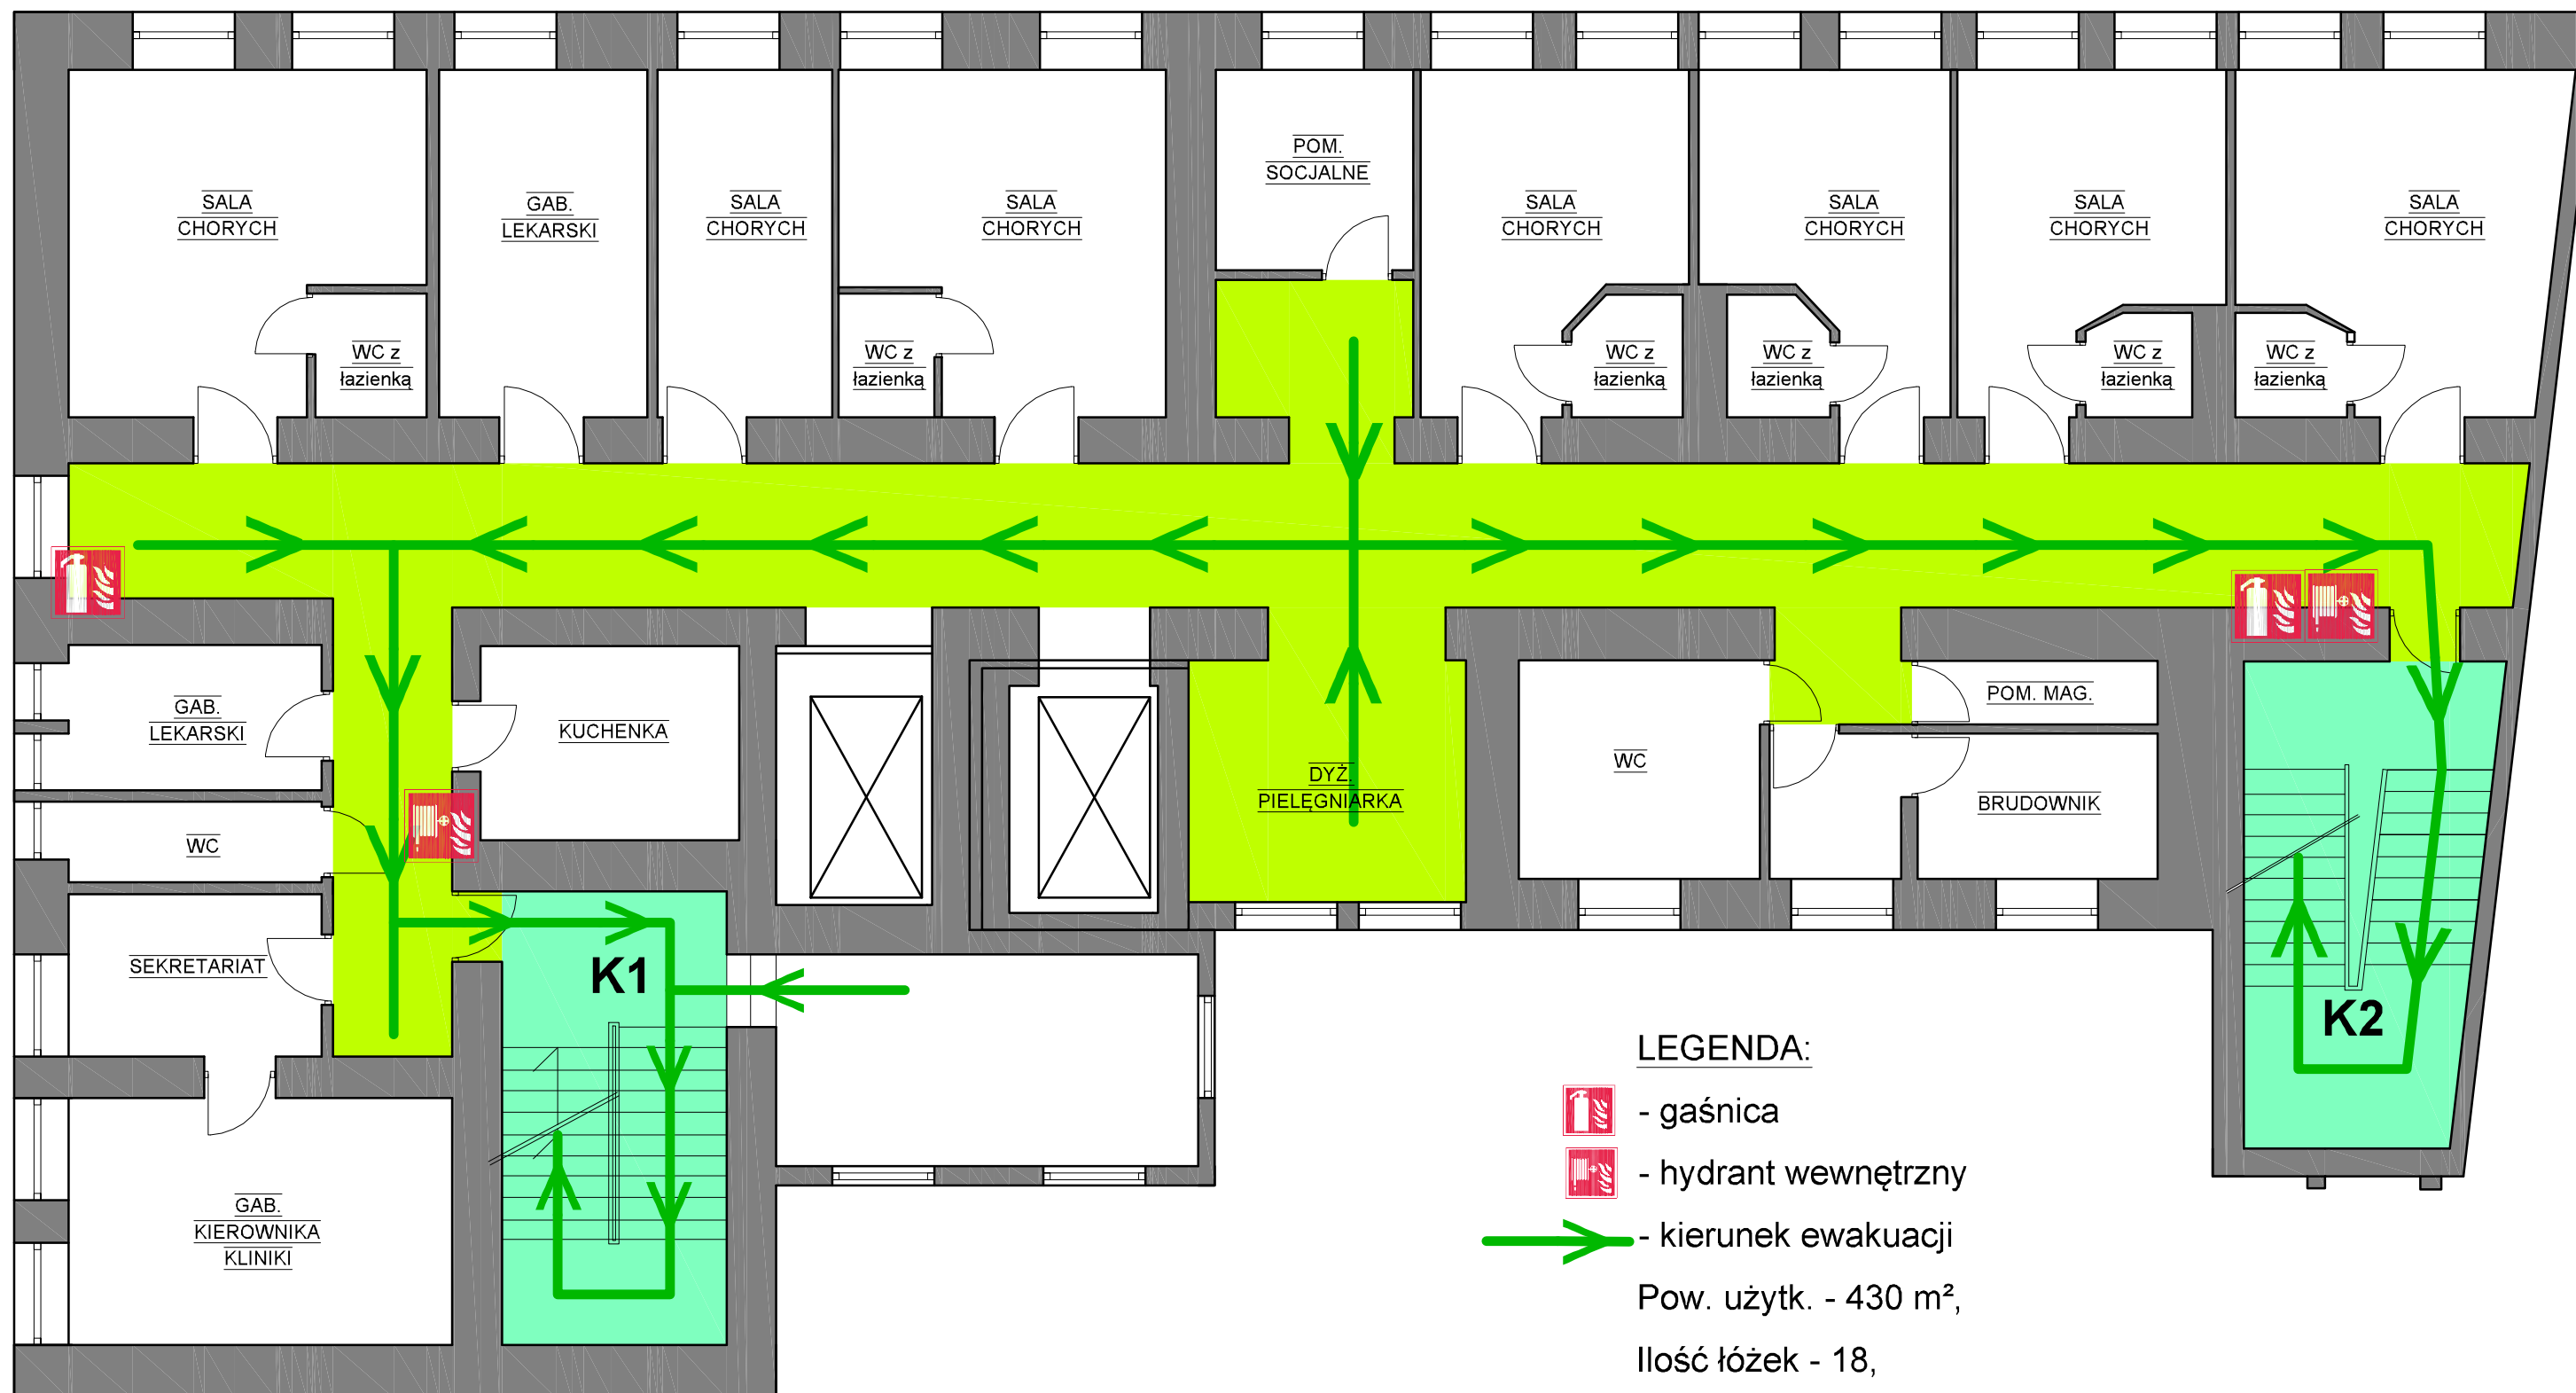 SALA
CHORYCH
GAB.
LEKARSKI
SALA
CHORYCH
SALA
CHORYCH
POM.
SOCJALNE
SALA
CHORYCH
SALA
CHORYCH
SALA
CHORYCH
SALA
CHORYCH
WC z
łazienką
WC z
łazienką
WC z
łazienką
WC z
łazienką
WC z
łazienką
WC z
łazienką
GAB.
LEKARSKI
KUCHENKA
DYŻ.
PIELĘGNIARKA
WC
POM. MAG.
BRUDOWNIK
WC
SEKRETARIAT
K1
K2
GAB.
KIEROWNIKA
KLINIKI
LEGENDA:
- gaśnica
- hydrant wewnętrzny
- kierunek ewakuacji
Pow. użytk. - 430 m²,
Ilość łóżek - 18,